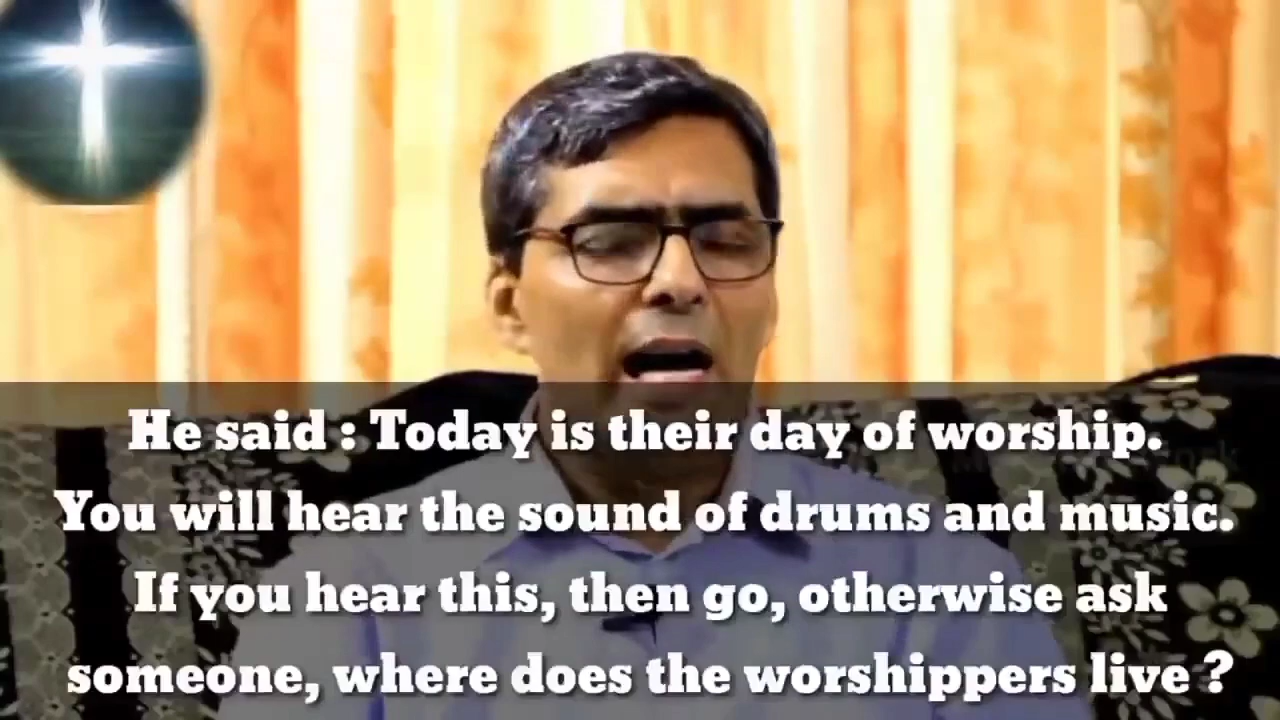 He said : Today is their day of worship.
You will hear the sound of drums and music.
If you hear this, then go, otherwise ask
someone, where does the worshippers live ?